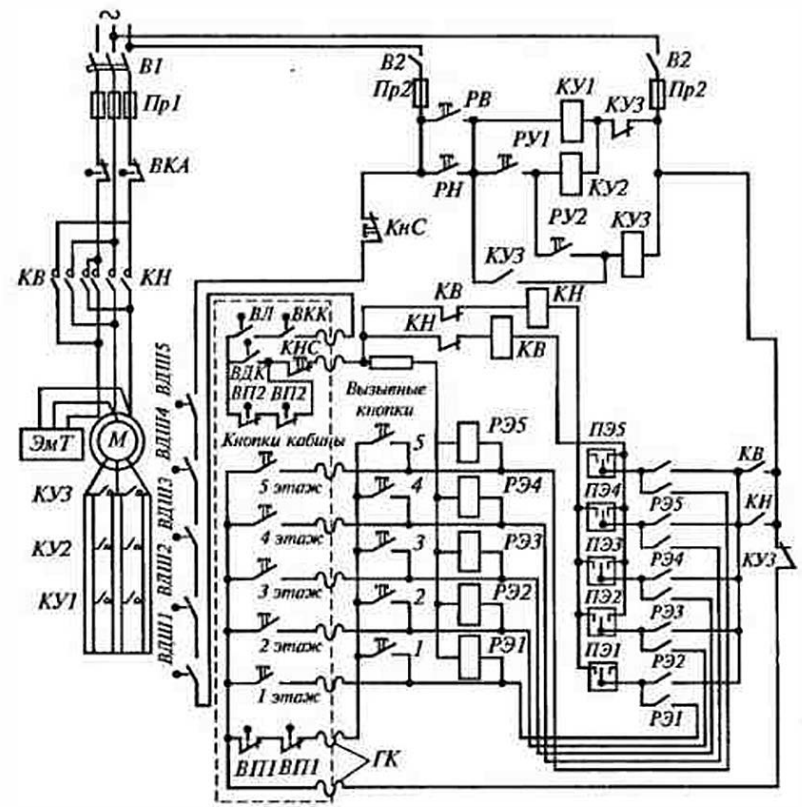 ~
В1
В2
В2
Пр1
Пр2
Пр2
РВ
КУ1
КУ3
ВКА
РУ1
РН
КУ2
КнС
РУ2
КУ3
КУ3
КВ
КН
КВ
КН
ВЛ
ВКК
КН
КВ
КНС
ВДК
ВП2
ВП2
Вызывные
кнопки
ВДШ5
ВДШ4
ВДШ3
ВДШ2
ВДШ1
ЭмТ
М
Кнопки кабины
5
РЭ5
ПЭ5
КВ
5 этаж
КУ3
4
РЭ4
ПЭ4
РЭ5
КН
4 этаж
КУ2
3
РЭ3
ПЭ3
РЭ4
КУ3
3 этаж
КУ1
2
РЭ2
ПЭ2
РЭ3
2 этаж
1
РЭ1
ПЭ1
РЭ2
1 этаж
РЭ1
ВП1
ВП1
ГК